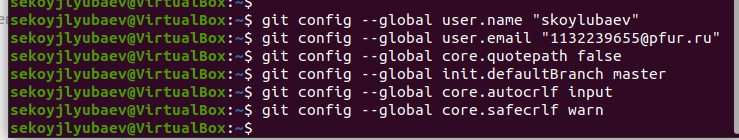 sekoyjlyubaev@VirtualBox:~$
sekoyjlyubaev@VirtualBox:~$ git config --global user.name "skoylubaev"
sekoyjlyubaev@VirtualBox:~$ git config --global user.email "1132239655@pfur.ru"
sekoyjlyubaev@VirtualBox:~$ git config --global core.quotepath false
sekoyjlyubaev@VirtualBox:~$ git config --global init.defaultBranch master
sekoyjlyubaev@VirtualBox:~$ git config --global core.autocrlf input
sekoyjlyubaev@VirtualBox:~$ git config --global core.safecrlf warn
sekoyjlyubaev@VirtualBox:~$